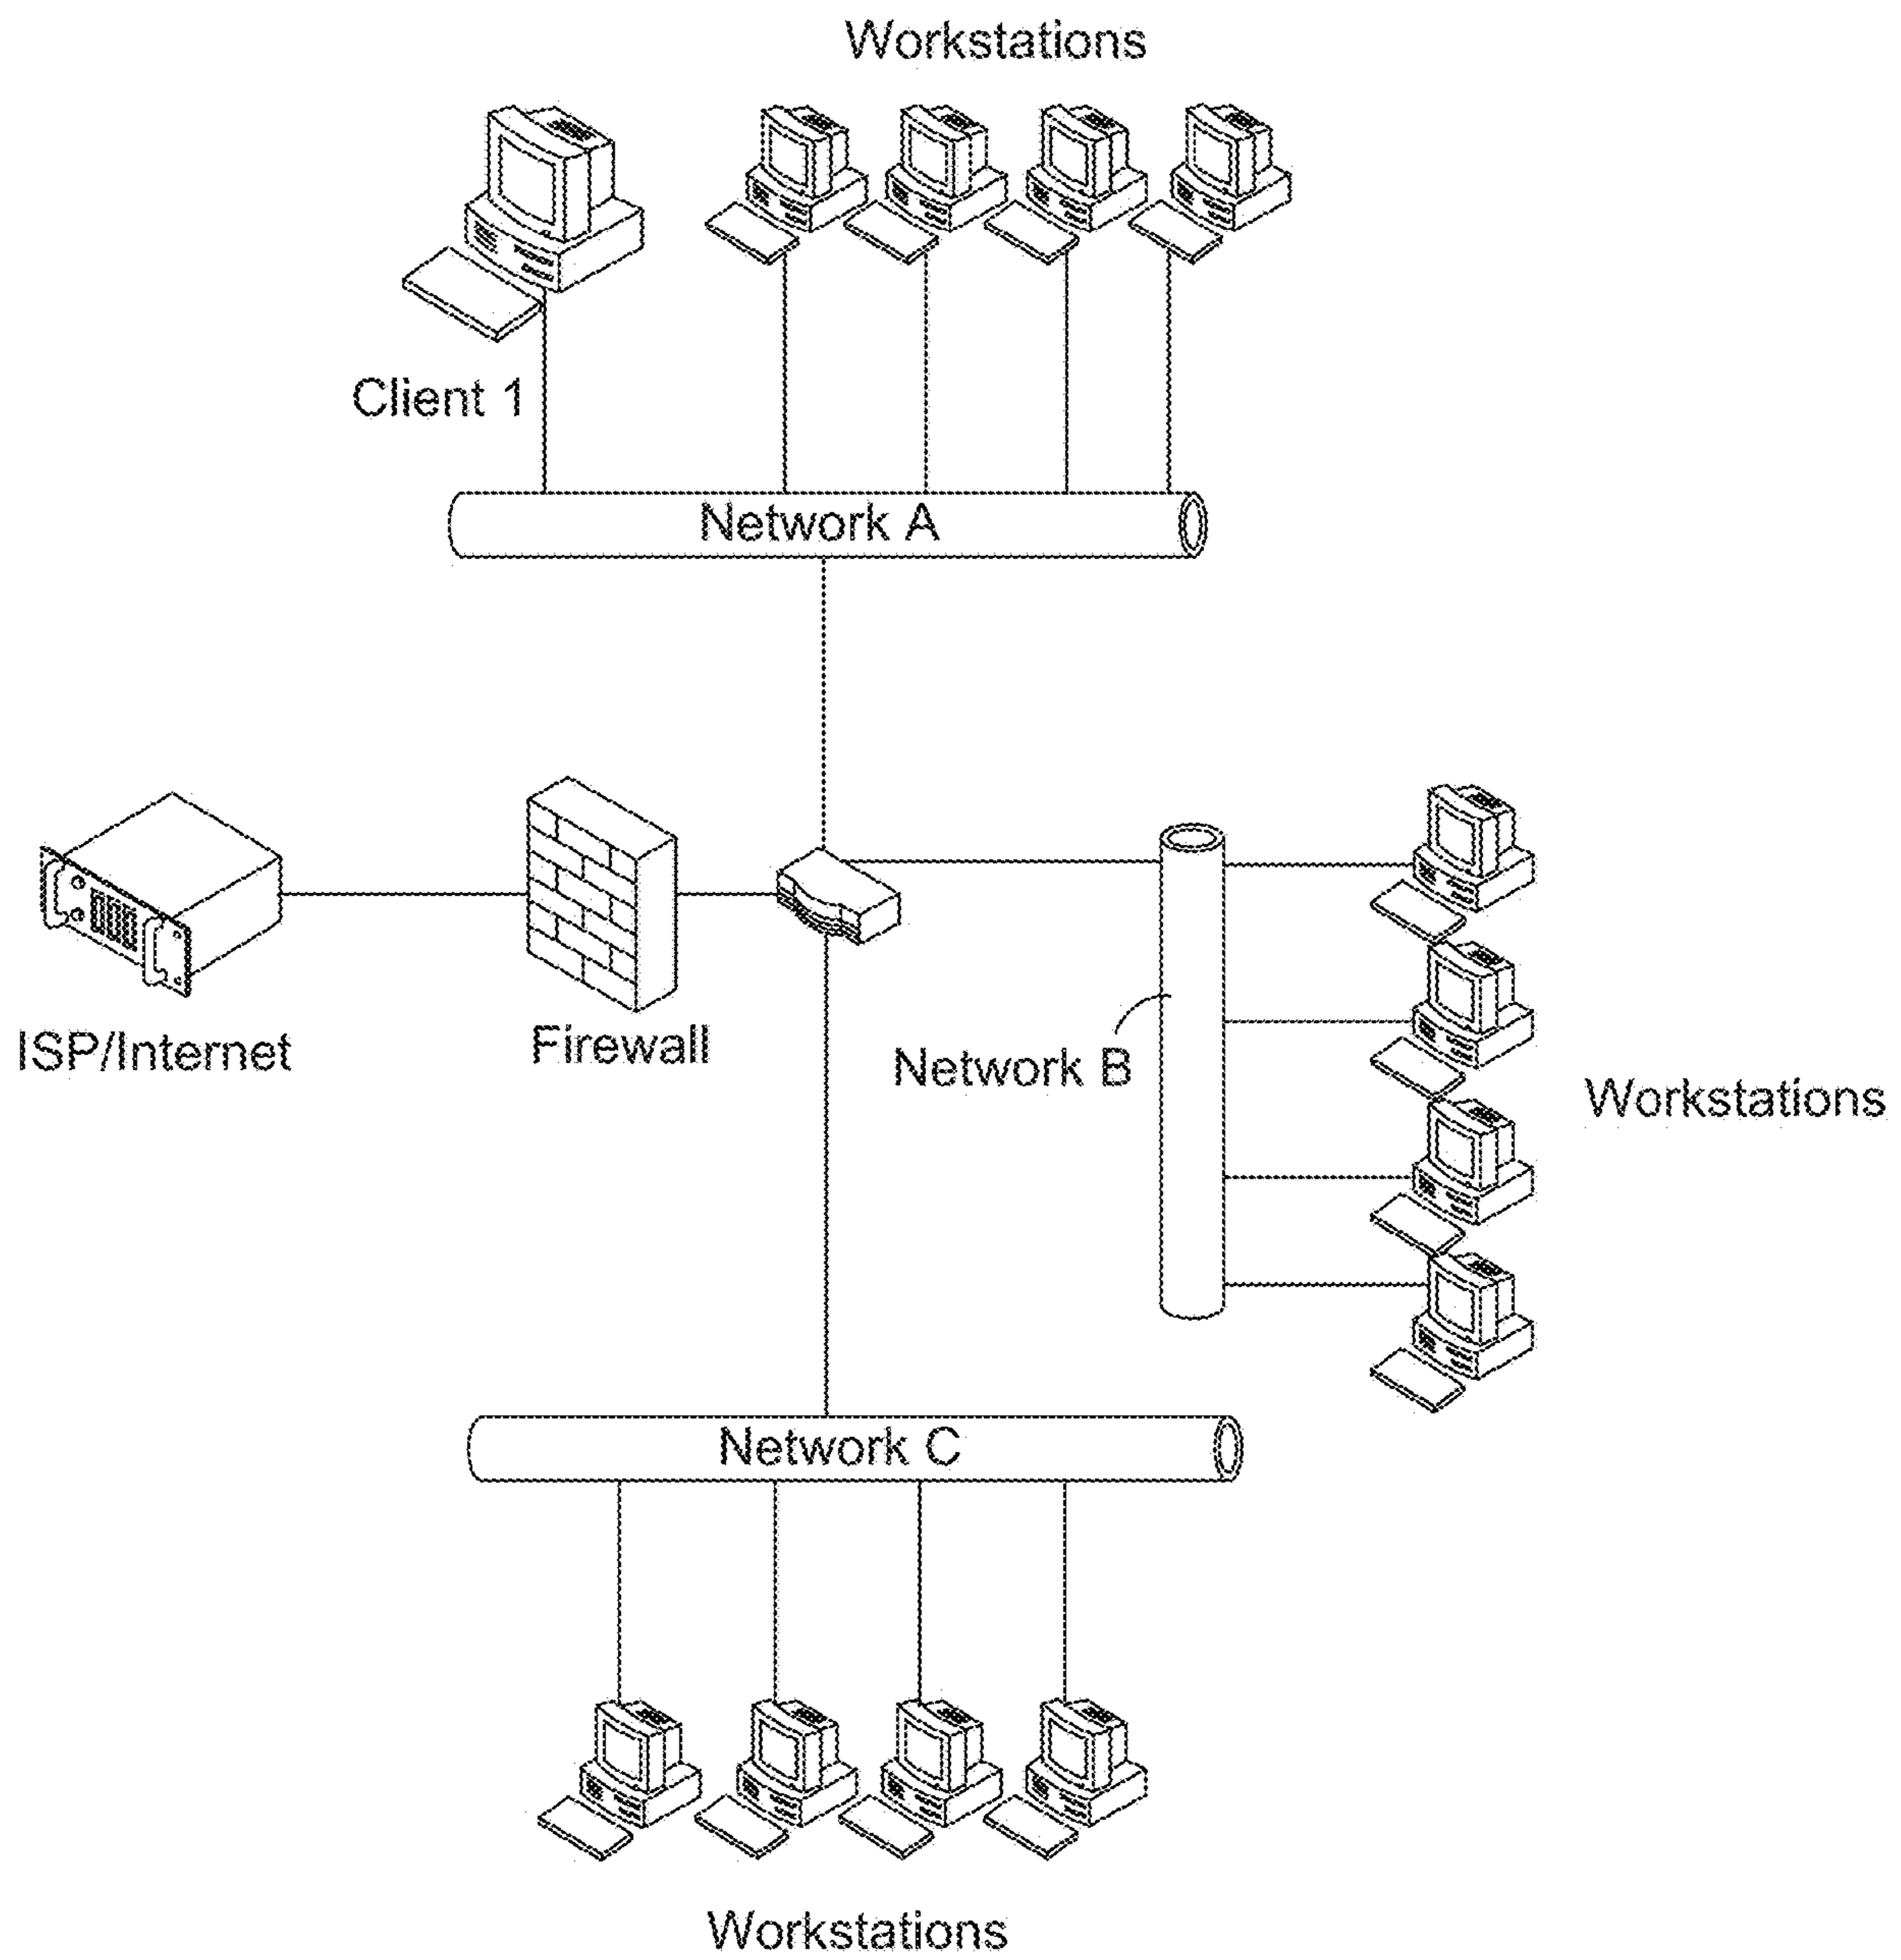 Workstations
Client 1
Network A
ISP/Internet
Firewall
Network B
Workstations
Network C
Workstations